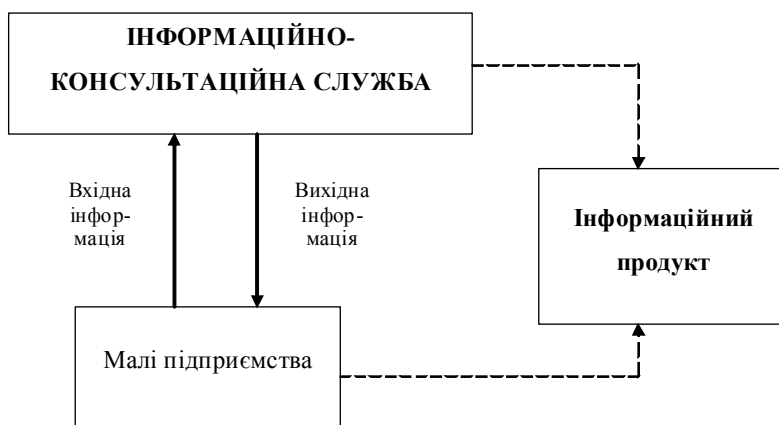 ІНФОРМАЦІЙНО-
КОНСУЛЬТАЦІЙНА СЛУЖБА
Вхідна
інфор-
мація
Вихідна
інфор-
мація
Інформаційний
продукт
Малі підприємства